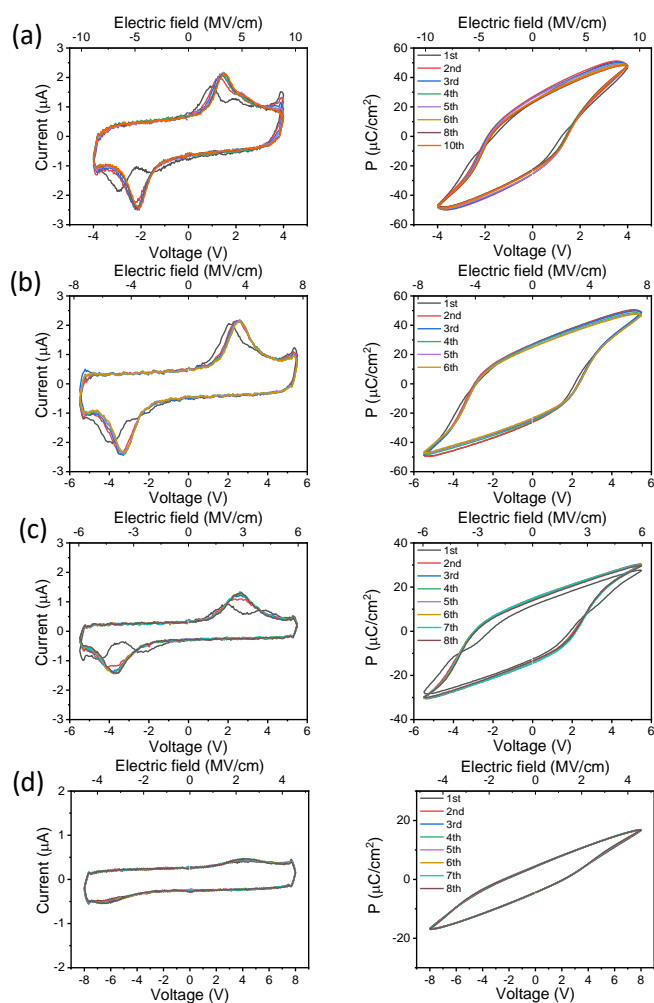 (a)
Electric field (MV/cm)
-10 -5 0 5 10
Current (µA)
3
2
1
0
-1
-2
-3
-4 -2 0 2 4
Voltage (V)
Electric field (MV/cm)
-10 -5 0 5 10
P (µC/cm²)
60
40
20
0
-20
-40
-60
1st
2nd
3rd
4th
5th
6th
8th
10th
-4 -2 0 2 4
Voltage (V)
(b)
Electric field (MV/cm)
-8 -4 0 4 8
Current (µA)
3
2
1
0
-1
-2
-3
-6 -4 -2 0 2 4 6
Voltage (V)
Electric field (MV/cm)
-8 -4 0 4 8
P (µC/cm²)
60
40
20
0
-20
-40
-60
1st
2nd
3rd
4th
5th
6th
-6 -4 -2 0 2 4 6
Voltage (V)
(c)
Electric field (MV/cm)
-6 -3 0 3 6
Current (µA)
3
2
1
0
-1
-2
-3
-6 -4 -2 0 2 4 6
Voltage (V)
Electric field (MV/cm)
-6 -3 0 3 6
P (µC/cm²)
40
20
0
-20
-40
1st
2nd
3rd
4th
5th
6th
7th
8th
-6 -4 -2 0 2 4 6
Voltage (V)
(d)
Electric field (MV/cm)
-4 -2 0 2 4
Current (µA)
2
1
0
-1
-2
-8 -6 -4 -2 0 2 4 6 8
Voltage (V)
Electric field (MV/cm)
-4 -2 0 2 4
P (µC/cm²)
20
0
-20
1st
2nd
3rd
4th
5th
6th
7th
8th
-8 -6 -4 -2 0 2 4 6 8
Voltage (V)